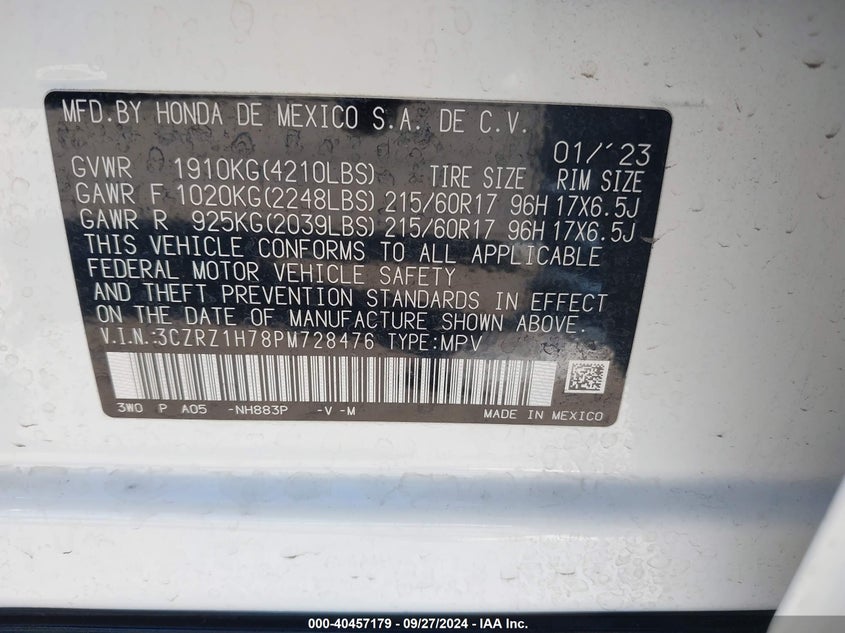 MFD.BY HONDA DE MEXICO S.A. DE C.V.
01/'23
GVWR 1910KG(4210LBS) TIRE SIZE RIM SIZE
GAWR F 1020KG(2248LBS) 215/60R17 96H 17X6.5J
GAWR R 925KG(2039LBS) 215/60R17 96H 17X6.5J
THIS VEHICLE CONFORMS TO ALL APPLICABLE
FEDERAL MOTOR VEHICLE SAFETY
AND THEFT PREVENTION STANDARDS IN EFFECT
ON THE DATE OF MANUFACTURE SHOWN ABOVE.
V.I.N.:3CZRZ1H78PM728476 TYPE:MPV
3W0 P A05 -NH883P -V -M MADE IN MEXICO
000-40457179 - 09/27/2024 - IAA Inc.